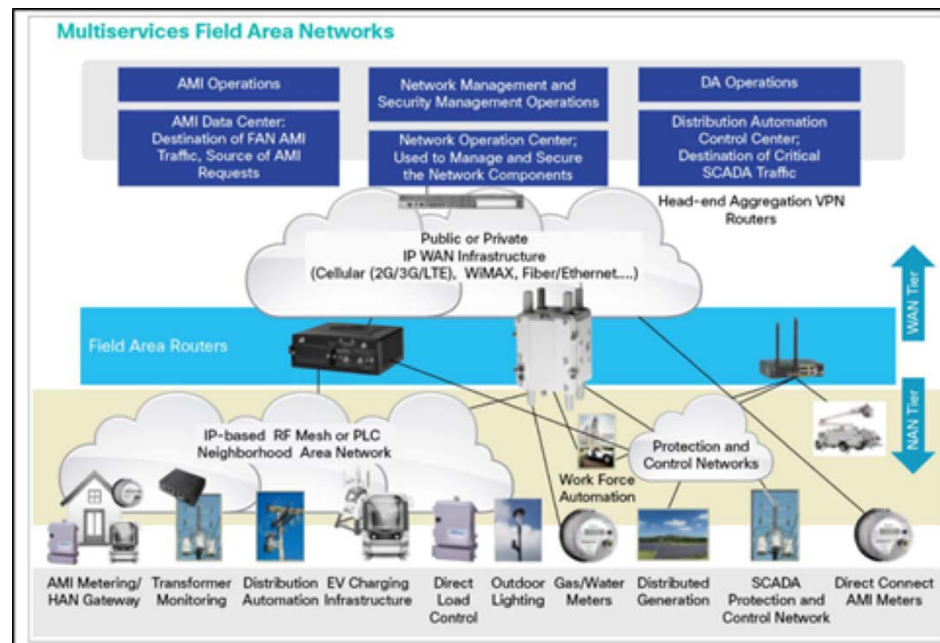 Multiservices Field Area Networks
AMI Operations
Network Management and
Security Management Operations
DA Operations
AMI Data Center:
Destination of FAN AMI
Traffic, Source of AMI
Requests
Network Operation Center;
Used to Manage and Secure
the Network Components
Distribution Automation
Control Center;
Destination of Critical
SCADA Traffic
Head-end Aggregation VPN
Routers
Public or Private
IP WAN Infrastructure
(Cellular (2G/3G/LTE), WiMAX, Fiber/Ethernet....)
WAN Tier
Field Area Routers
NAN Tier
IP-based RF Mesh or PLC
Neighborhood Area Network
Protection and
Control Networks
Work Force
Automation
AMI Metering/
HAN Gateway
Transformer
Monitoring
Distribution
Automation
EV Charging
Infrastructure
Direct
Load
Control
Outdoor
Lighting
Gas/Water
Meters
Distributed
Generation
SCADA
Protection and
Control Network
Direct Connect
AMI Meters